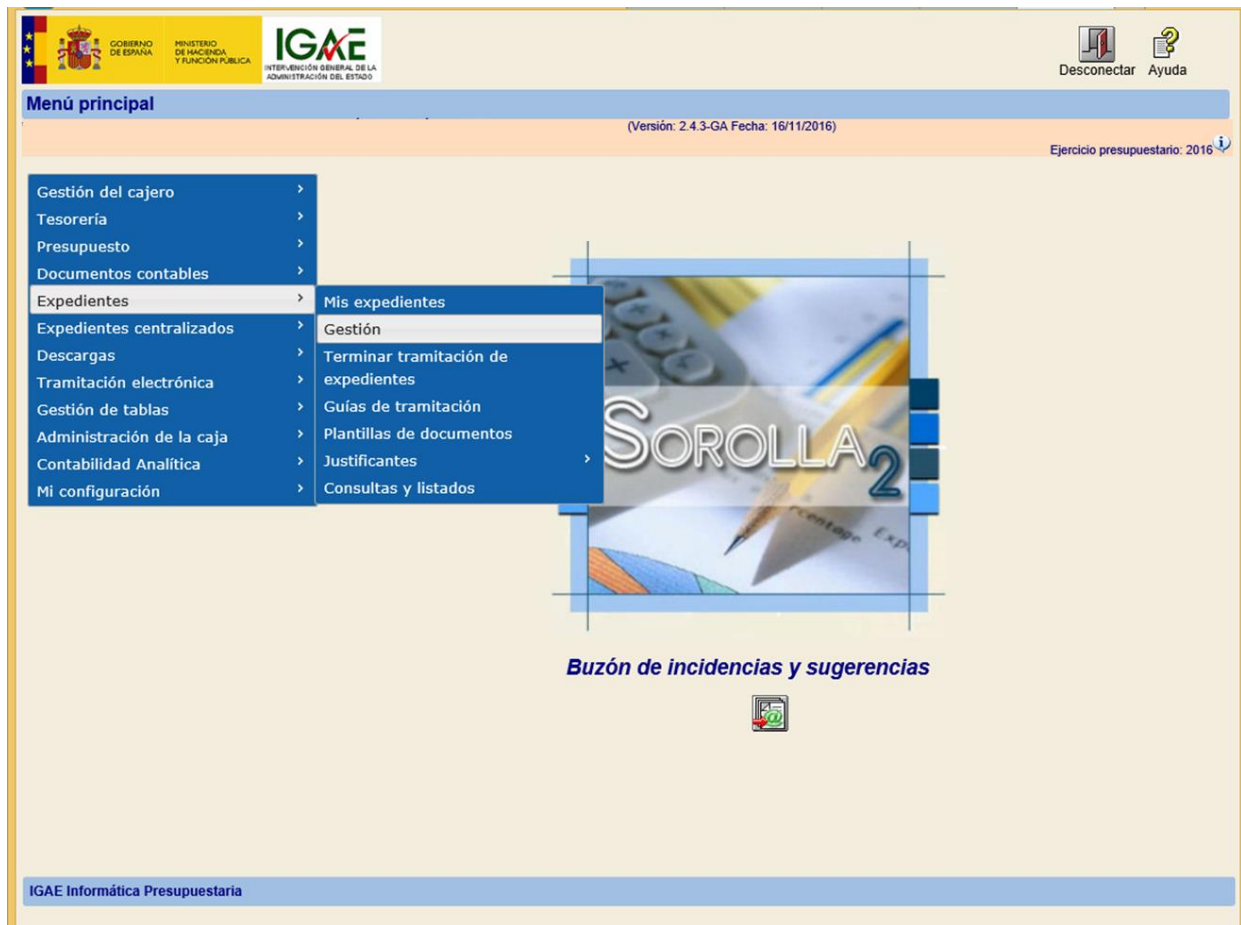 GOBIERNO
DE ESPAÑA
MINISTERIO
DE HACIENDA
Y FUNCIÓN PÚBLICA
IGAE
INTERVENCIÓN GENERAL DE LA
ADMINISTRACIÓN DEL ESTADO
Desconectar Ayuda
Menú principal
(Versión: 2.4.3-GA Fecha: 16/11/2016)
Ejercicio presupuestario: 2016
Gestión del cajero
Tesorería
Presupuesto
Documentos contables
Expedientes
Expedientes centralizados
Descargas
Tramitación electrónica
Gestión de tablas
Administración de la caja
Contabilidad Analítica
Mi configuración
Mis expedientes
Gestión
Terminar tramitación de
expedientes
Guías de tramitación
Plantillas de documentos
Justificantes
Consultas y listados
SOROLLA2
Buzón de incidencias y sugerencias
IGAE Informática Presupuestaria